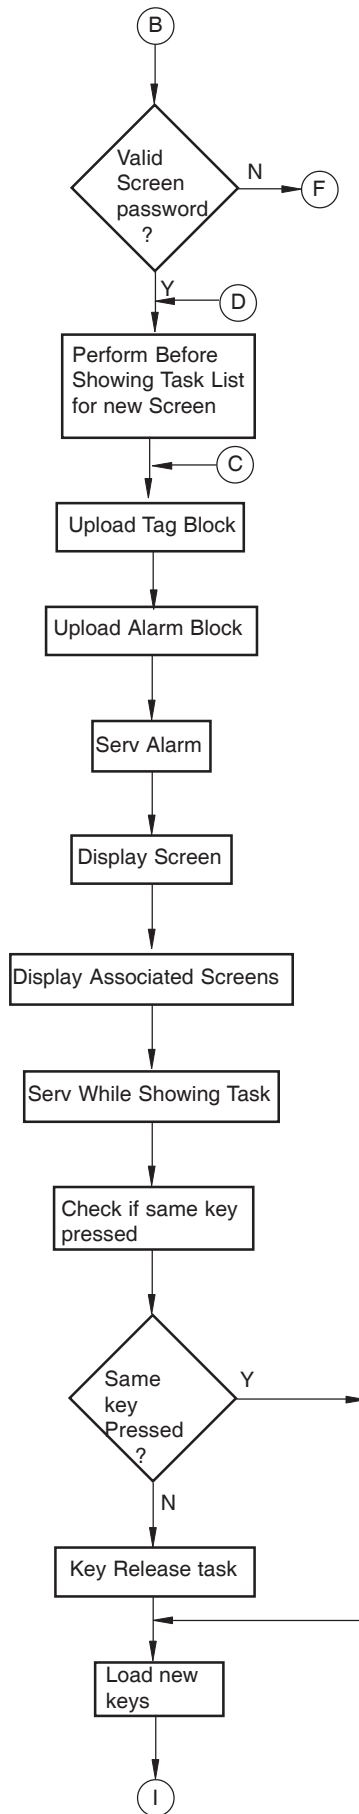 B
Valid
Screen
password
?
N
F
Y
D
Perform Before
Showing Task List
for new Screen
C
Upload Tag Block
Upload Alarm Block
Serv Alarm
Display Screen
Display Associated Screens
Serv While Showing Task
Check if same key
pressed
Same
key
Pressed
?
Y
N
Key Release task
Load new
keys
I